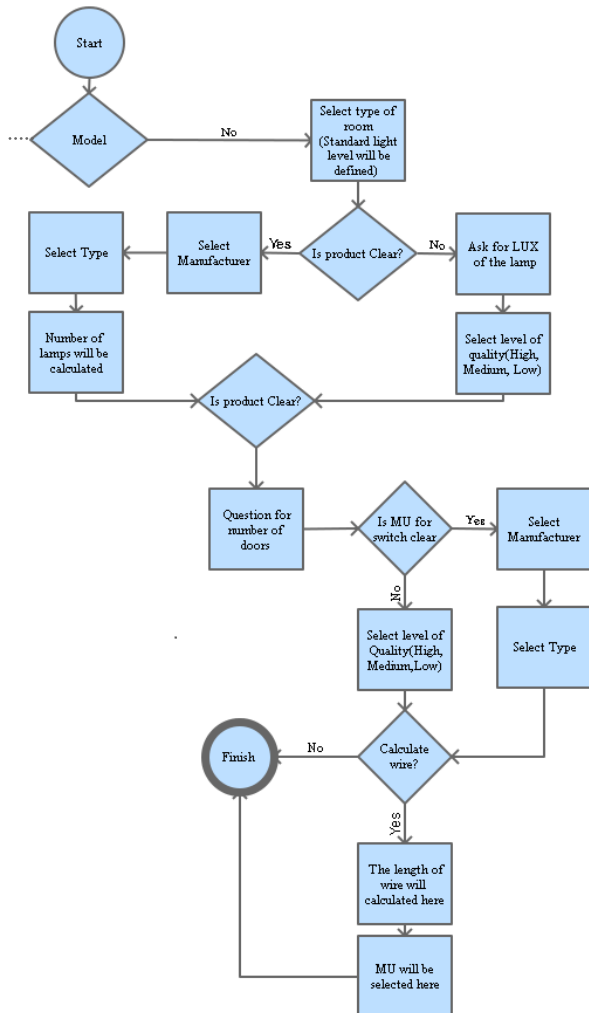 Start
Model
No
Select type of
room
(Standard light
level will be
defined)
Select Type
Select
Manufacturer
Yes
Is product Clear?
No
Ask for LUX
of the lamp
Number of
lamps will be
calculated
Select level of
quality(High,
Medium, Low)
Is product Clear?
Question for
number of
doors
Is MU for
switch clear
Yes
Select
Manufacturer
No
Select level of
Quality(High,
Medium,Low)
Select Type
Finish
No
Calculate
wire?
Yes
The length of
wire will
calculated here
MU will be
selected here